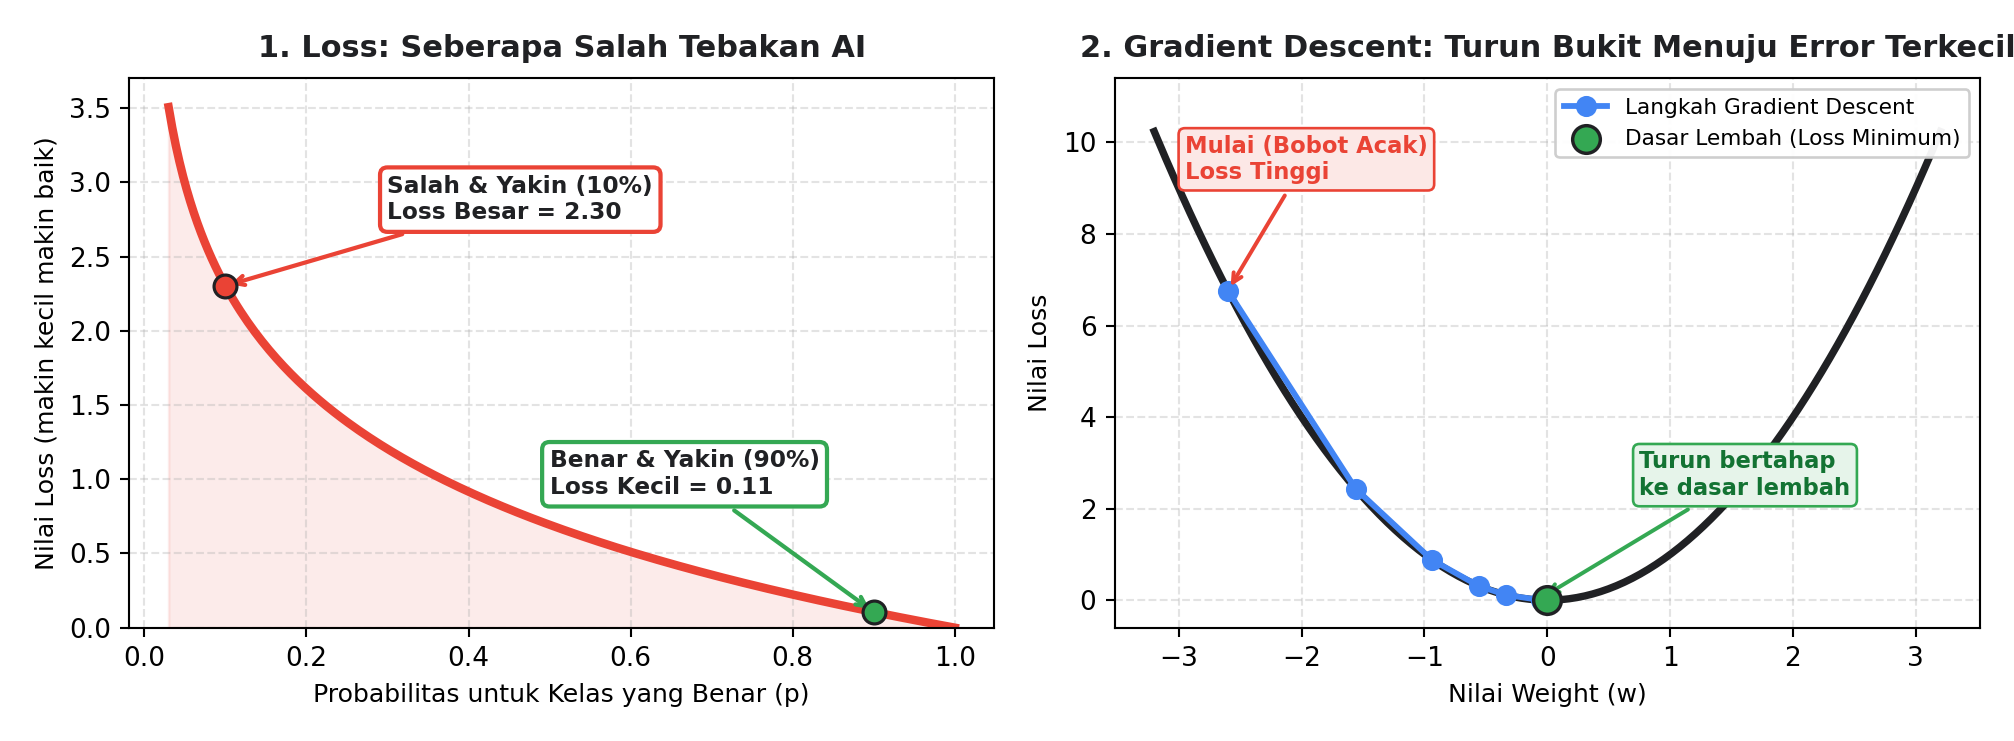 1. Loss: Seberapa Salah Tebakan AI
Nilai Loss (makin kecil makin baik)
3.5
3.0
2.5
2.0
1.5
1.0
0.5
0.0
Salah & Yakin (10%)
Loss Besar = 2.30
Benar & Yakin (90%)
Loss Kecil = 0.11
0.0 0.2 0.4 0.6 0.8 1.0
Probabilitas untuk Kelas yang Benar (p)
2. Gradient Descent: Turun Bukit Menuju Error Terkecil
Nilai Loss
10
8
6
4
2
0
Langkah Gradient Descent
Dasar Lembah (Loss Minimum)
Mulai (Bobot Acak)
Loss Tinggi
Turun bertahap
ke dasar lembah
−3 −2 −1 0 1 2 3
Nilai Weight (w)